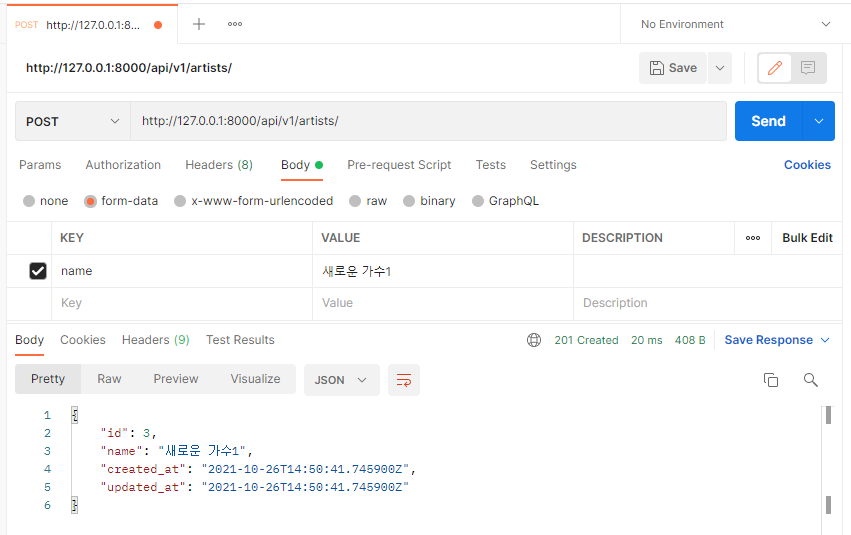 POST http://127.0.0.1:8... No Environment
http://127.0.0.1:8000/api/v1/artists/ Save
POST http://127.0.0.1:8000/api/v1/artists/ Send
Params Authorization Headers (8) Body Pre-request Script Tests Settings Cookies
none form-data x-www-form-urlencoded raw binary GraphQL
KEY VALUE DESCRIPTION Bulk Edit
name 새로운 가수1
Key Value Description
Body Cookies Headers (9) Test Results 201 Created 20 ms 408 B Save Response
Pretty Raw Preview Visualize JSON
1 {
2 "id": 3,
3 "name": "새로운 가수1",
4 "created_at": "2021-10-26T14:50:41.745900Z",
5 "updated_at": "2021-10-26T14:50:41.745900Z"
6 }